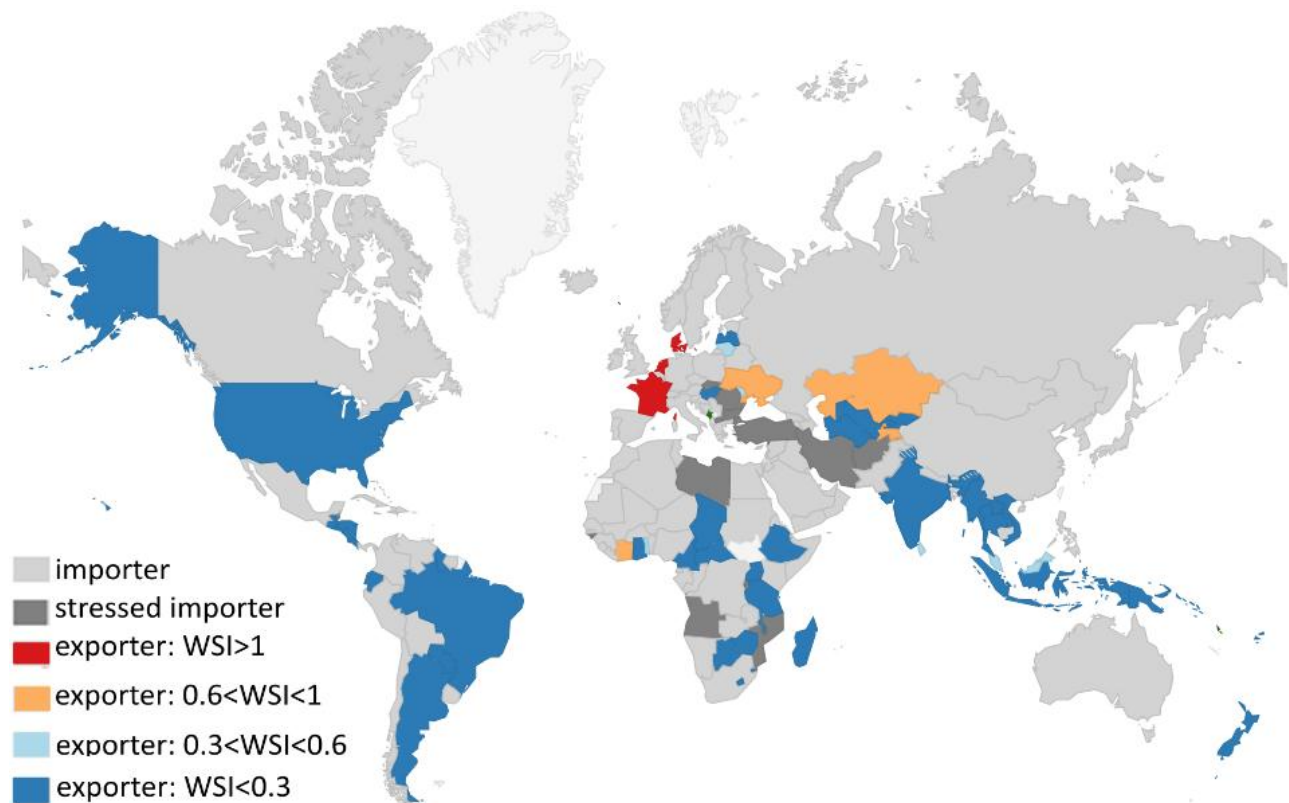 importer
stressed importer
exporter: WSI>1
exporter: 0.6<WSI<1
exporter: 0.3<WSI<0.6
exporter: WSI<0.3